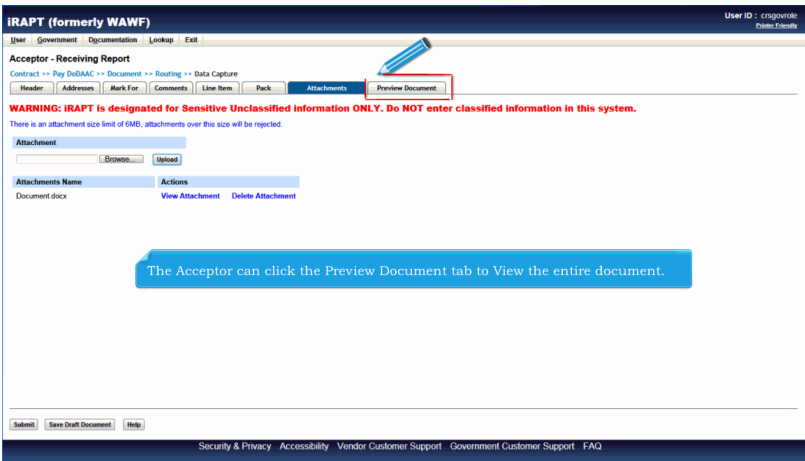 iRAPT (formerly WAWF)
User ID : crsgovrole
Printer Friendly
User Government Documentation Lookup Exit
Acceptor - Receiving Report
Contract >> Pay DoDAAC >> Document >> Routing >> Data Capture
Header Addresses Mark For Comments Line Item Pack Attachments Preview Document
WARNING: iRAPT is designated for Sensitive Unclassified information ONLY. Do NOT enter classified information in this system.
There is an attachment size limit of 6MB, attachments over this size will be rejected.
Attachment
Browse... Upload
Attachments Name Actions
Document.docx View Attachment Delete Attachment
The Acceptor can click the Preview Document tab to View the entire document.
Submit Save Draft Document Help
Security & Privacy Accessibility Vendor Customer Support Government Customer Support FAQ